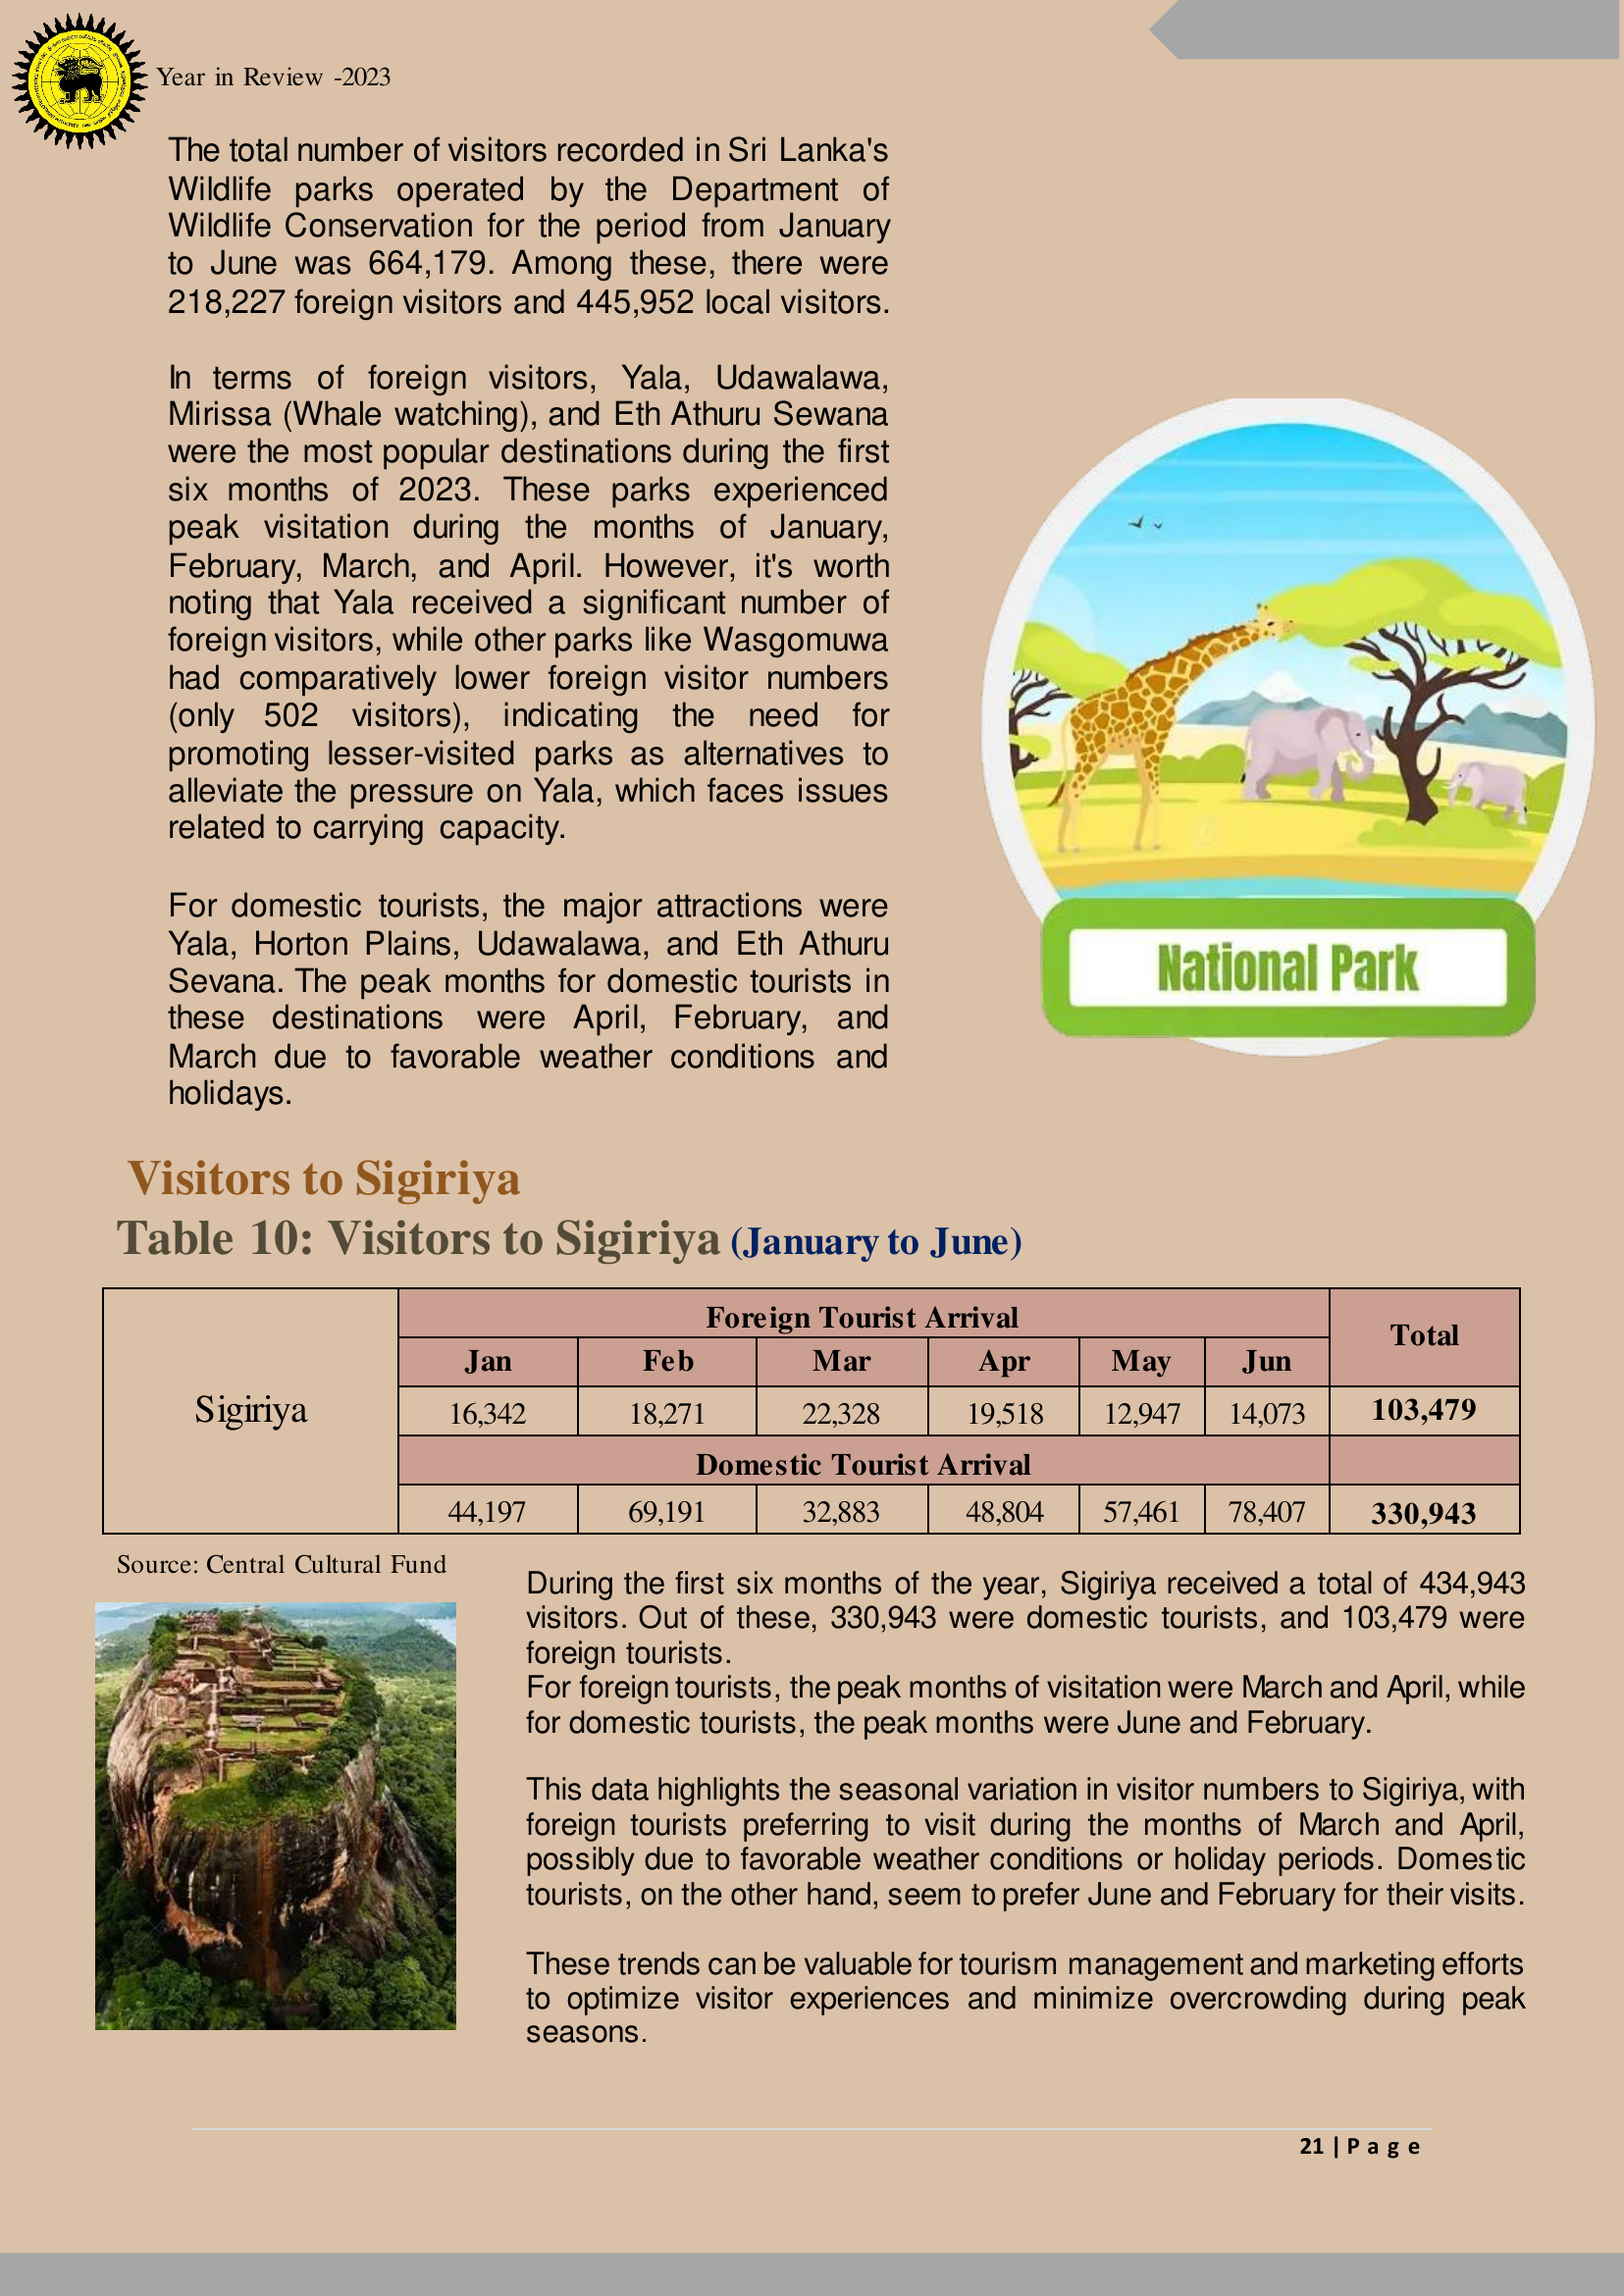 Year in Review -2023
The total number of visitors recorded in Sri Lanka's
Wildlife parks operated by the Department of
Wildlife Conservation for the period from January
to June was 664,179. Among these, there were
218,227 foreign visitors and 445,952 local visitors.
In terms of foreign visitors, Yala, Udawalawa,
Mirissa (Whale watching), and Eth Athuru Sewana
were the most popular destinations during the first
six months of 2023. These parks experienced
peak visitation during the months of January,
February, March, and April. However, it's worth
noting that Yala received a significant number of
foreign visitors, while other parks like Wasgomuwa
had comparatively lower foreign visitor numbers
(only 502 visitors), indicating the need for
promoting lesser-visited parks as alternatives to
alleviate the pressure on Yala, which faces issues
related to carrying capacity.
For domestic tourists, the major attractions were
Yala, Horton Plains, Udawalawa, and Eth Athuru
Sevana. The peak months for domestic tourists in
these destinations were April, February, and
March due to favorable weather conditions and
holidays.
National Park
Visitors to Sigiriya
Table 10: Visitors to Sigiriya (January to June)
Foreign Tourist Arrival
Total
Jan Feb Mar Apr May Jun
Sigiriya
16,342 18,271 22,328 19,518 12,947 14,073 103,479
Domestic Tourist Arrival
44,197 69,191 32,883 48,804 57,461 78,407 330,943
Source: Central Cultural Fund
During the first six months of the year, Sigiriya received a total of 434,943
visitors. Out of these, 330,943 were domestic tourists, and 103,479 were
foreign tourists.
For foreign tourists, the peak months of visitation were March and April, while
for domestic tourists, the peak months were June and February.
This data highlights the seasonal variation in visitor numbers to Sigiriya, with
foreign tourists preferring to visit during the months of March and April,
possibly due to favorable weather conditions or holiday periods. Domestic
tourists, on the other hand, seem to prefer June and February for their visits.
These trends can be valuable for tourism management and marketing efforts
to optimize visitor experiences and minimize overcrowding during peak
seasons.
21 | P a g e